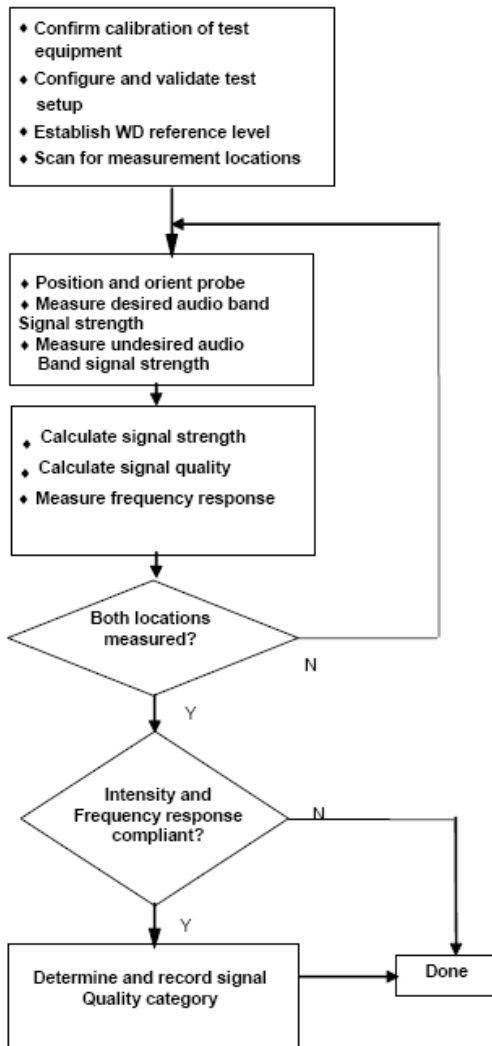 ♦ Confirm calibration of test
equipment
♦ Configure and validate test
setup
♦ Establish WD reference level
♦ Scan for measurement locations
♦ Position and orient probe
♦ Measure desired audio band
Signal strength
♦ Measure undesired audio
Band signal strength
♦ Calculate signal strength
♦ Calculate signal quality
♦ Measure frequency response
Both locations
measured?
N
Y
Intensity and
Frequency response
compliant?
N
Y
Determine and record signal
Quality category
Done